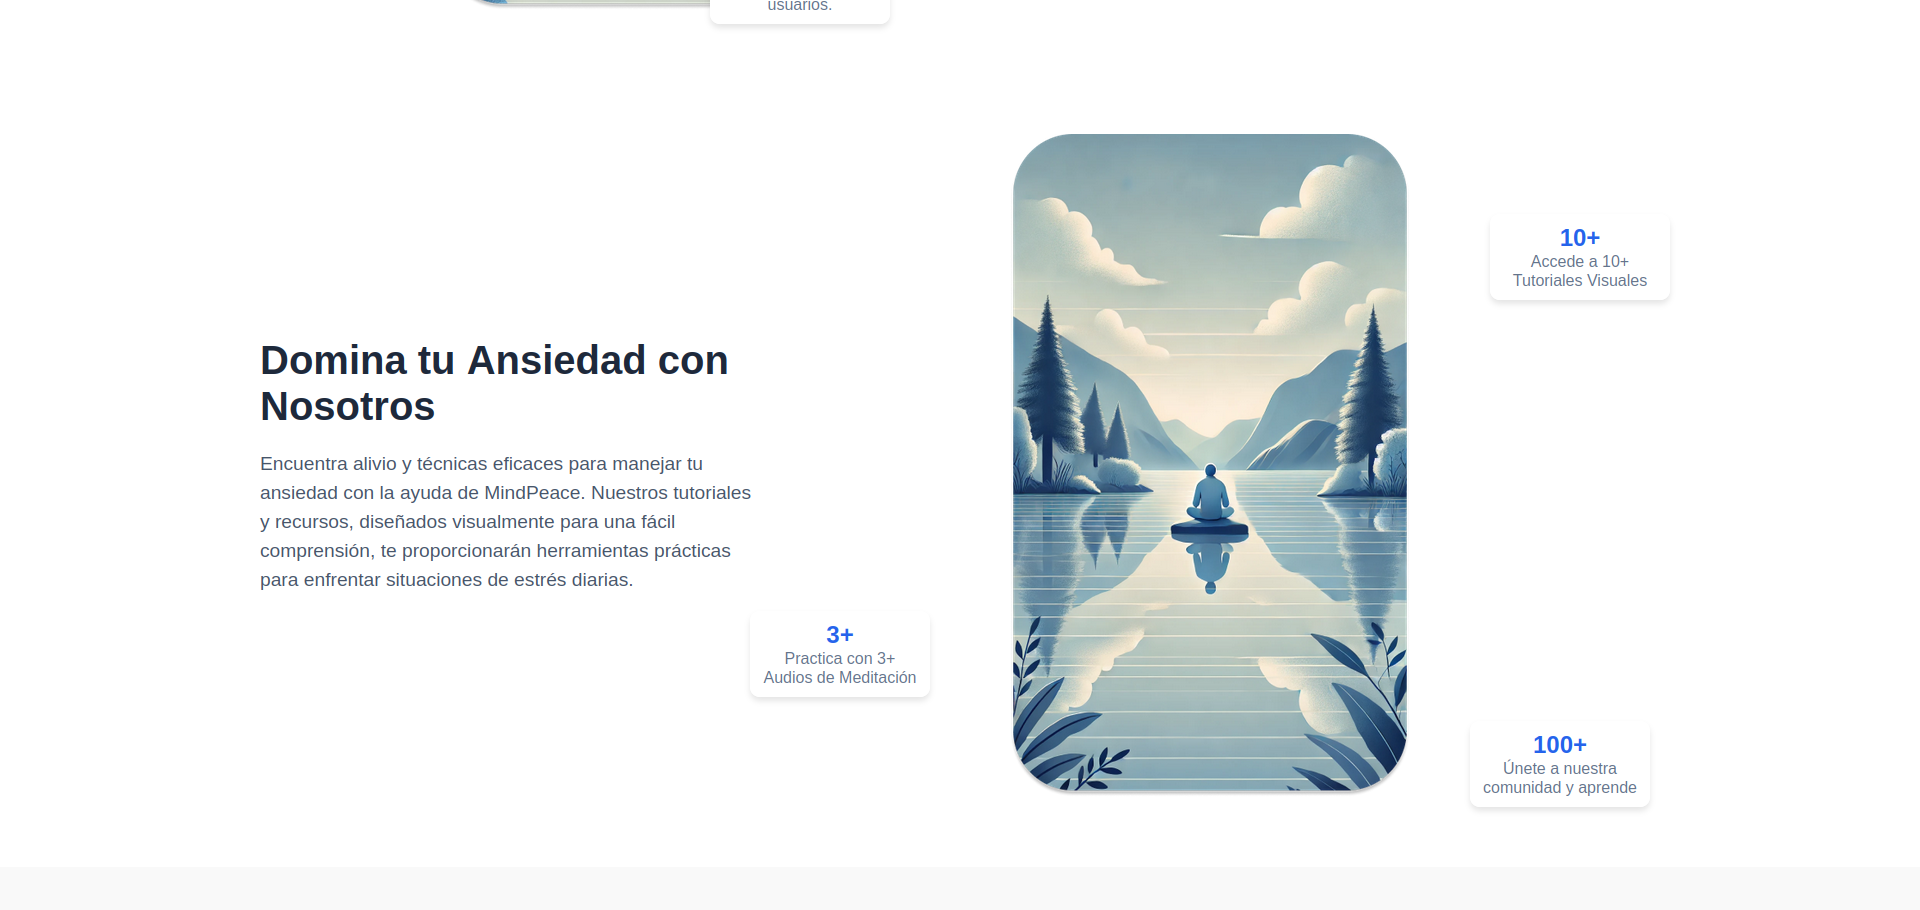 usuarios.
10+
Accede a 10+
Tutoriales Visuales
Domina tu Ansiedad con
Nosotros
Encuentra alivio y técnicas eficaces para manejar tu
ansiedad con la ayuda de MindPeace. Nuestros tutoriales
y recursos, diseñados visualmente para una fácil
comprensión, te proporcionarán herramientas prácticas
para enfrentar situaciones de estrés diarias.
3+
Practica con 3+
Audios de Meditación
100+
Únete a nuestra
comunidad y aprende